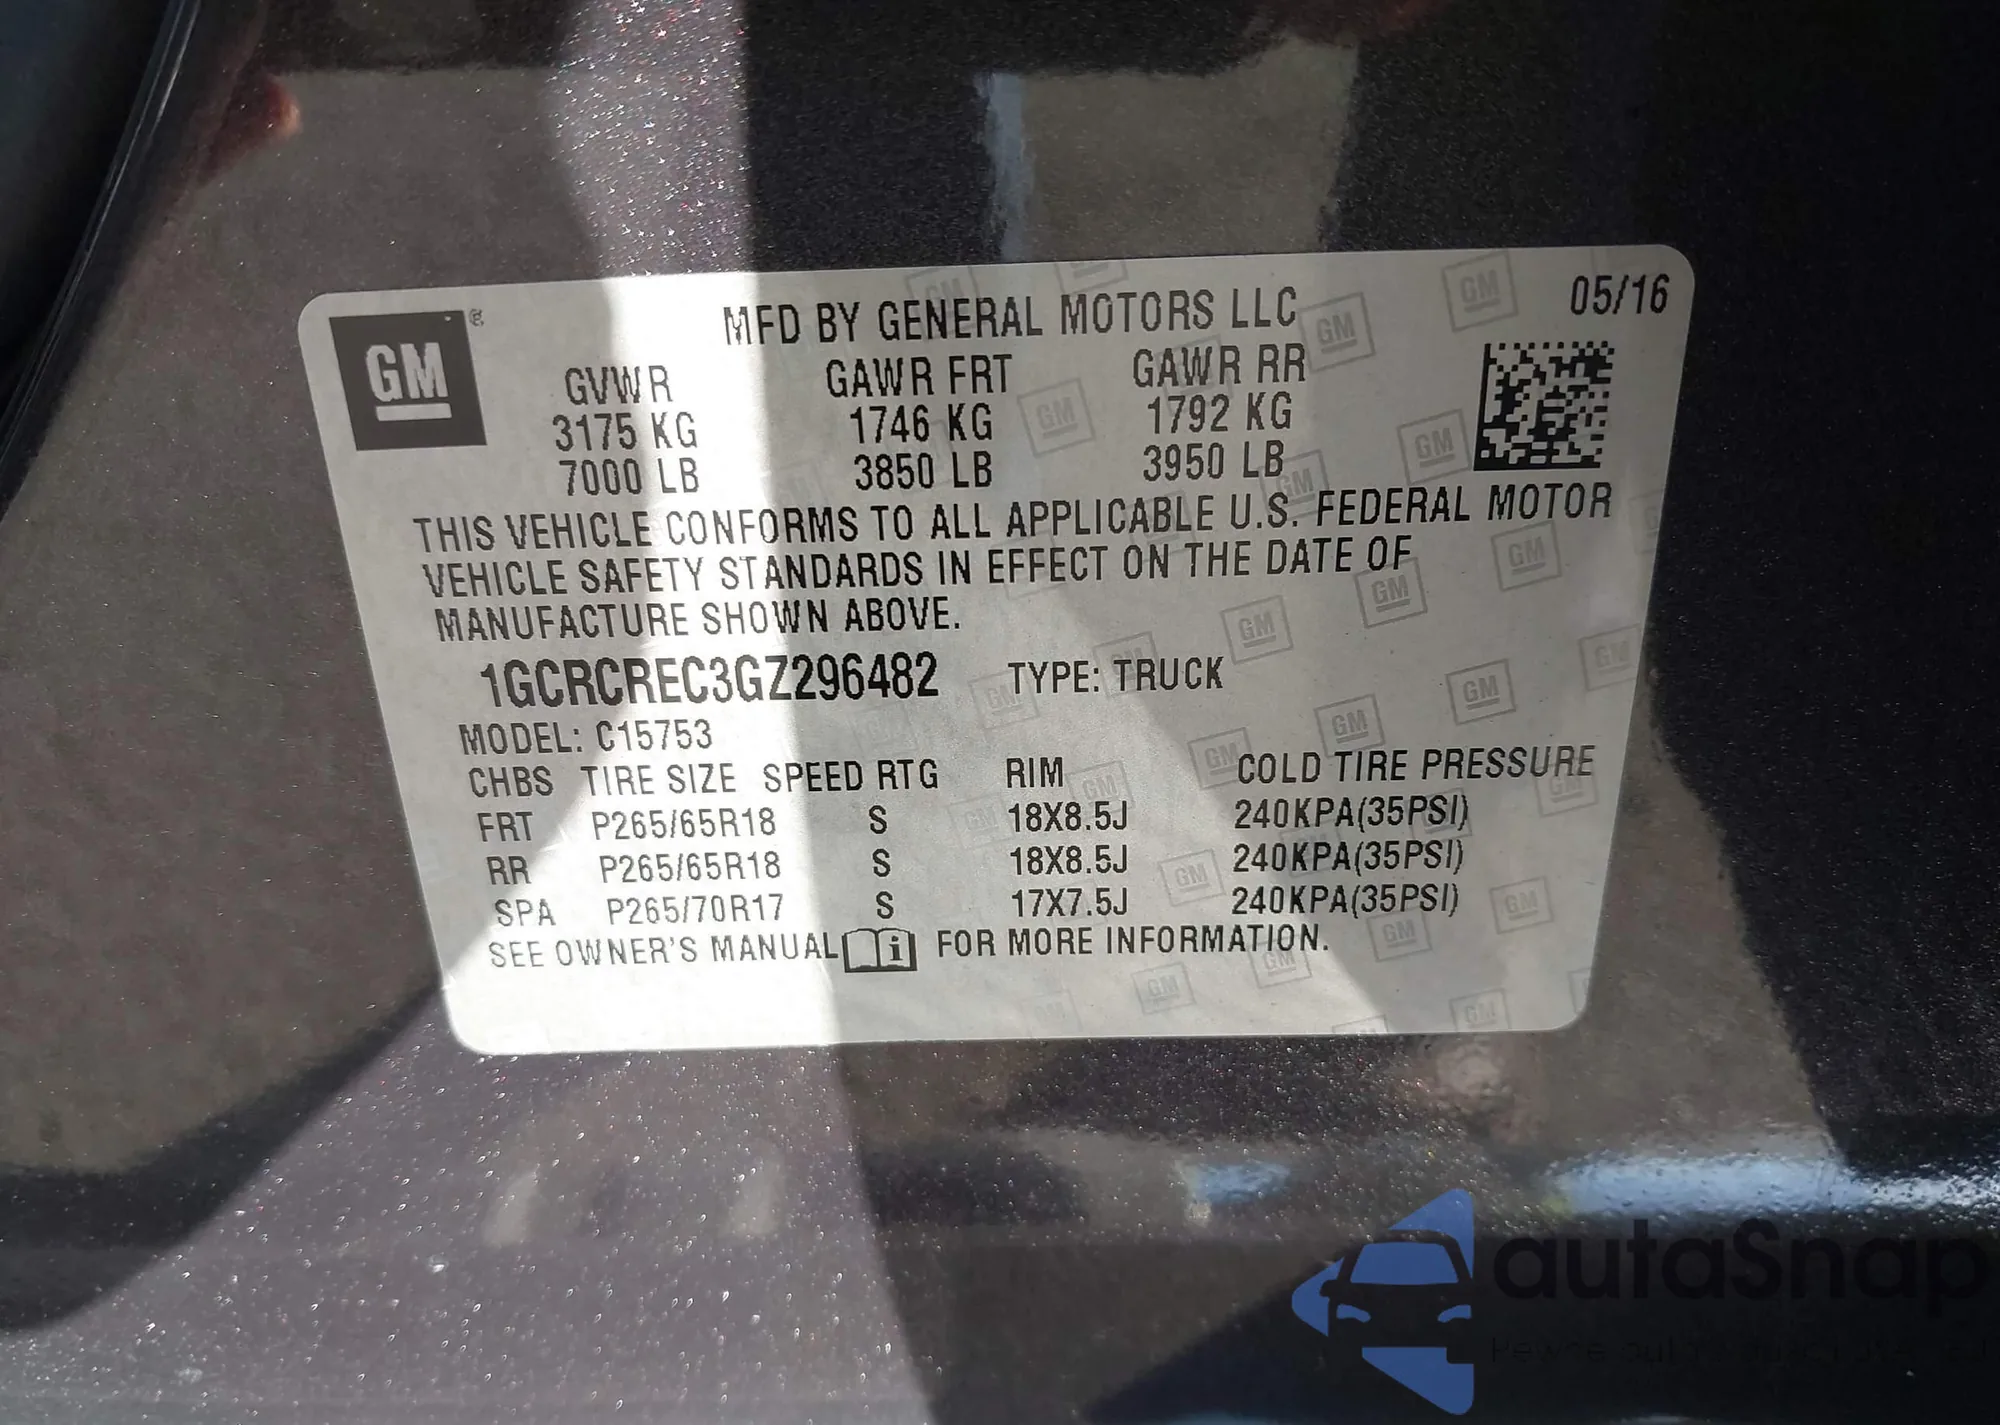 GM ®
MFD BY GENERAL MOTORS LLC 05/16
GVWR GAWR FRT GAWR RR
3175 KG 1746 KG 1792 KG
7000 LB 3850 LB 3950 LB
THIS VEHICLE CONFORMS TO ALL APPLICABLE U.S. FEDERAL MOTOR
VEHICLE SAFETY STANDARDS IN EFFECT ON THE DATE OF
MANUFACTURE SHOWN ABOVE.
1GCRCREC3GZ296482 TYPE: TRUCK
MODEL: C15753
CHBS TIRE SIZE SPEED RTG RIM COLD TIRE PRESSURE
FRT P265/65R18 S 18X8.5J 240KPA(35PSI)
RR P265/65R18 S 18X8.5J 240KPA(35PSI)
SPA P265/70R17 S 17X7.5J 240KPA(35PSI)
SEE OWNER'S MANUAL i FOR MORE INFORMATION.
autaSnap